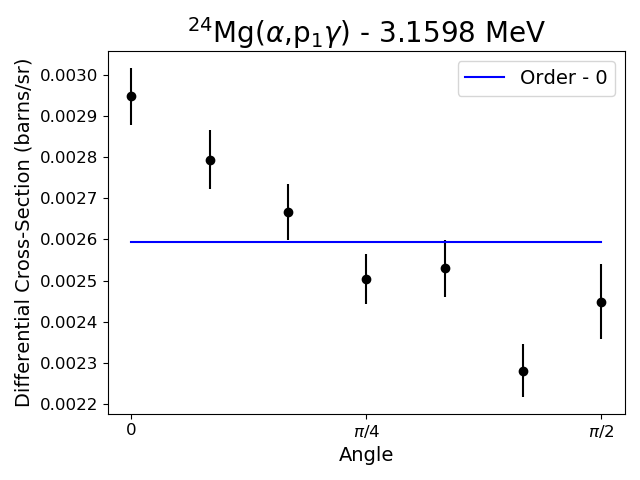 ²⁴Mg(α,p₁γ) - 3.1598 MeV
Order - 0
Differential Cross-Section (barns/sr)
0.0030
0.0029
0.0028
0.0027
0.0026
0.0025
0.0024
0.0023
0.0022
0
π/4
π/2
Angle